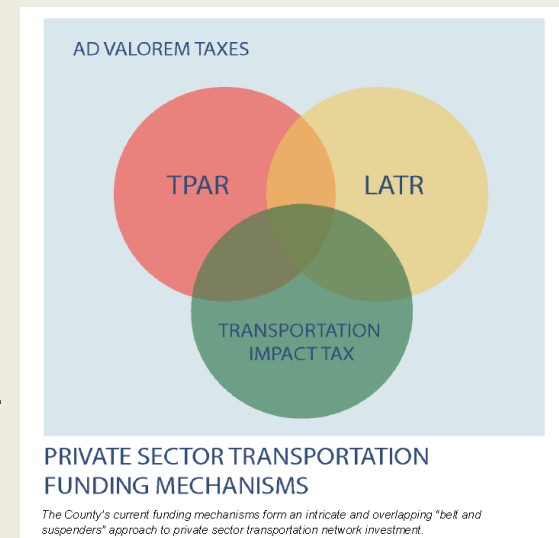 AD VALOREM TAXES
TPAR
LATR
TRANSPORTATION
IMPACT TAX
PRIVATE SECTOR TRANSPORTATION
FUNDING MECHANISMS
The County's current funding mechanisms form an intricate and overlapping "belt and
suspenders" approach to private sector transportation network investment.